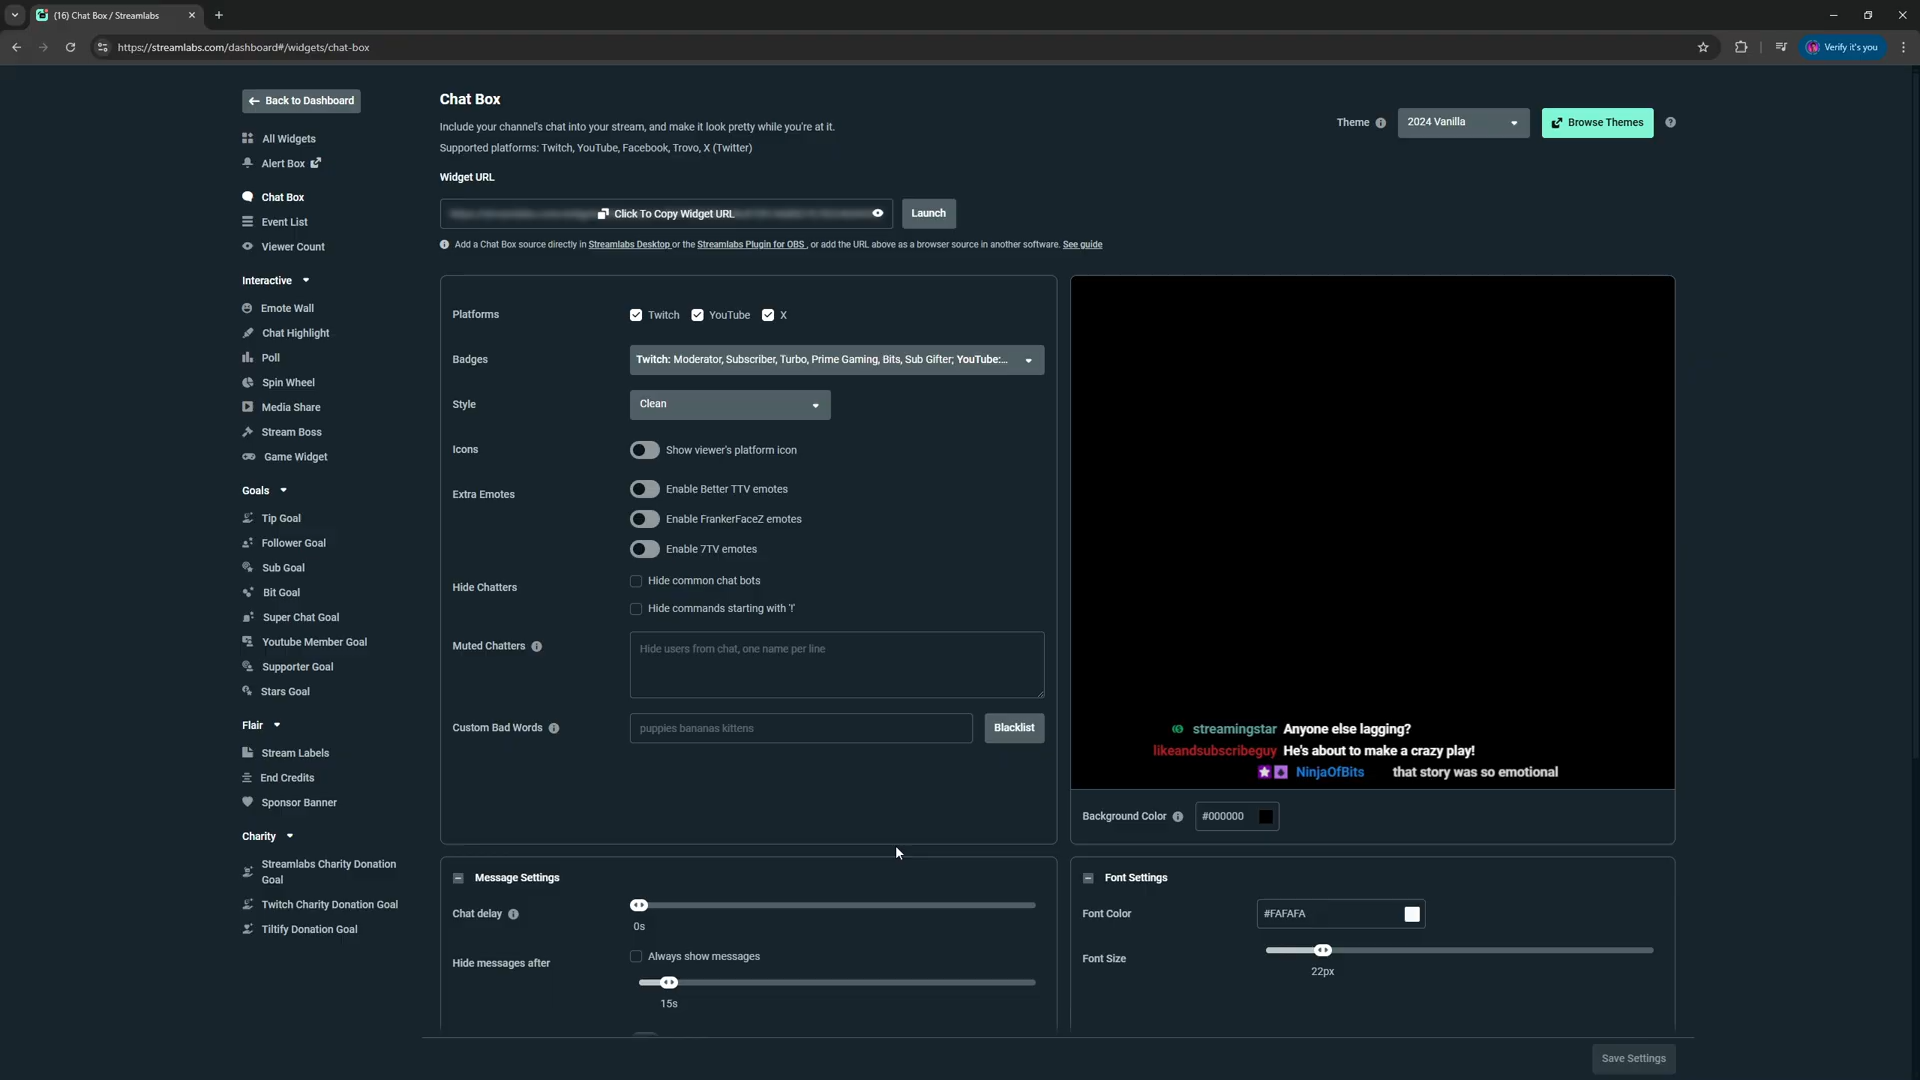 (16) Chat Box / Streamlabs
https://streamlabs.com/dashboard#/widgets/chat-box
Verify it's you
Back to Dashboard
All Widgets
Alert Box
Chat Box
Event List
Viewer Count
Interactive
Emote Wall
Chat Highlight
Poll
Spin Wheel
Media Share
Stream Boss
Game Widget
Goals
Tip Goal
Follower Goal
Sub Goal
Bit Goal
Super Chat Goal
Youtube Member Goal
Supporter Goal
Stars Goal
Flair
Stream Labels
End Credits
Sponsor Banner
Charity
Streamlabs Charity Donation
Goal
Twitch Charity Donation Goal
Tiltify Donation Goal
Chat Box
Include your channel's chat into your stream, and make it look pretty while you're at it.
Supported platforms: Twitch, YouTube, Facebook, Trovo, X (Twitter)
Theme
2024 Vanilla
Browse Themes
Widget URL
Click To Copy Widget URL
Launch
Add a Chat Box source directly in Streamlabs Desktop or the Streamlabs Plugin for OBS , or add the URL above as a browser source in another software. See guide
Platforms
Twitch
YouTube
X
Badges
Twitch: Moderator, Subscriber, Turbo, Prime Gaming, Bits, Sub Gifter; YouTube:...
Style
Clean
Icons
Show viewer's platform icon
Extra Emotes
Enable Better TTV emotes
Enable FrankerFaceZ emotes
Enable 7TV emotes
Hide Chatters
Hide common chat bots
Hide commands starting with '!'
Muted Chatters
Hide users from chat, one name per line
Custom Bad Words
puppies bananas kittens
Blacklist
streamingstar Anyone else lagging?
likeandsubscribeguy He's about to make a crazy play!
NinjaOfBits that story was so emotional
Background Color
#000000
Message Settings
Chat delay
0s
Hide messages after
Always show messages
15s
Font Settings
Font Color
#FAFAFA
Font Size
22px
Save Settings